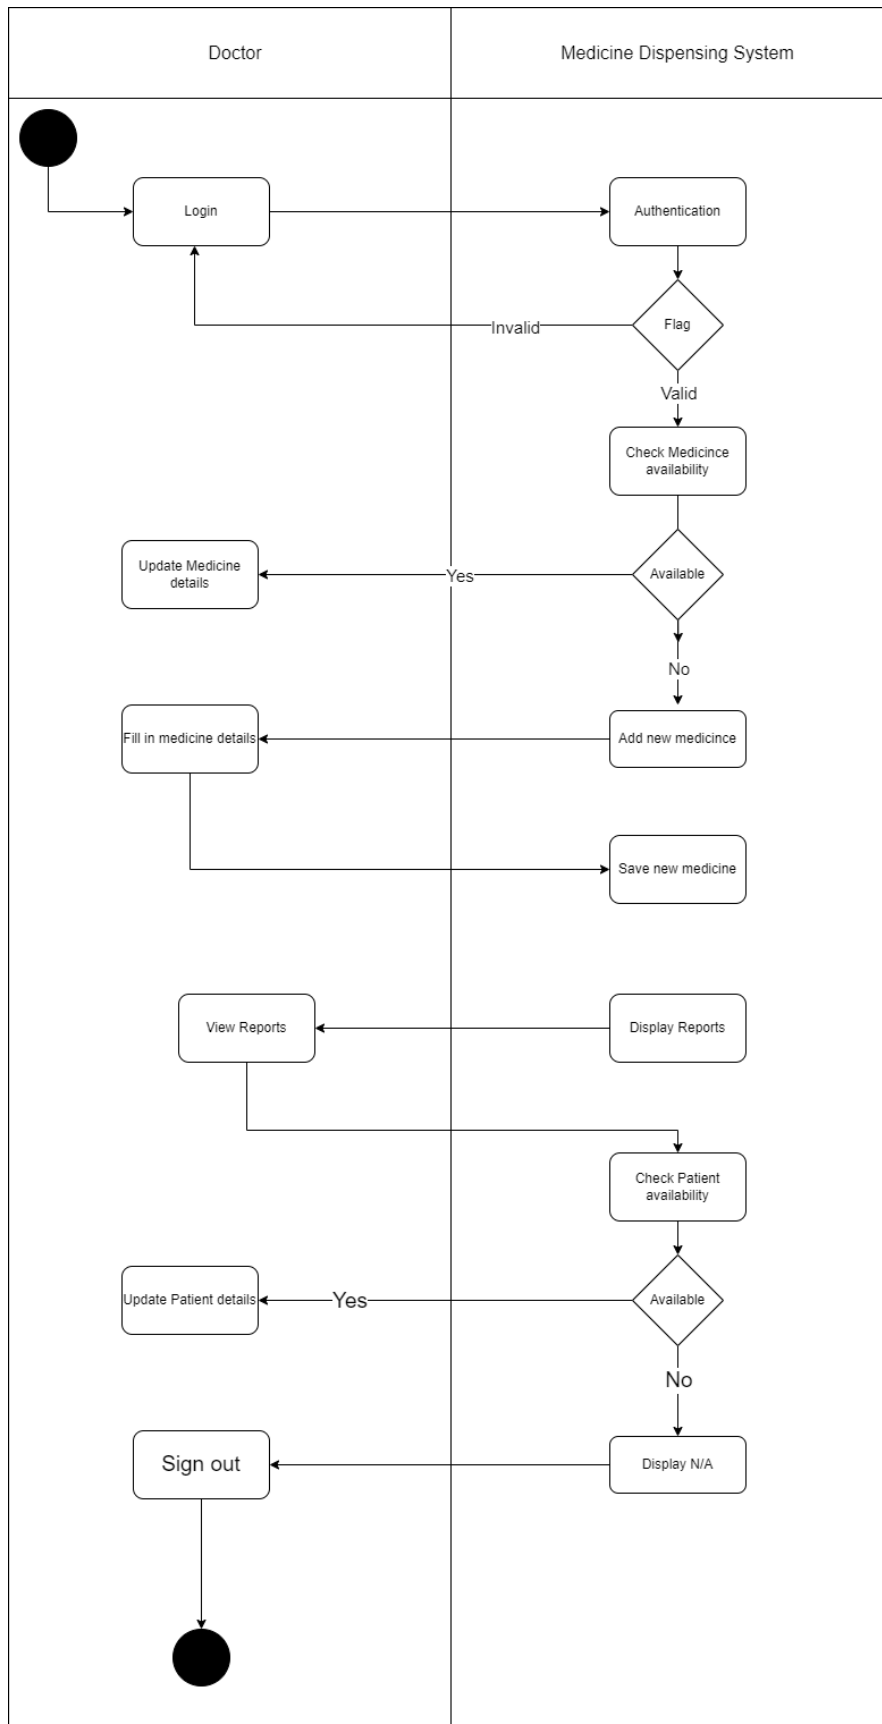 Doctor
Medicine Dispensing System
Login
Authentication
Flag
Invalid
Valid
Check Medicince
availability
Update Medicine
details
Yes
Available
No
Fill in medicine details
Add new medicince
Save new medicine
View Reports
Display Reports
Check Patient
availability
Update Patient details
Yes
Available
No
Sign out
Display N/A